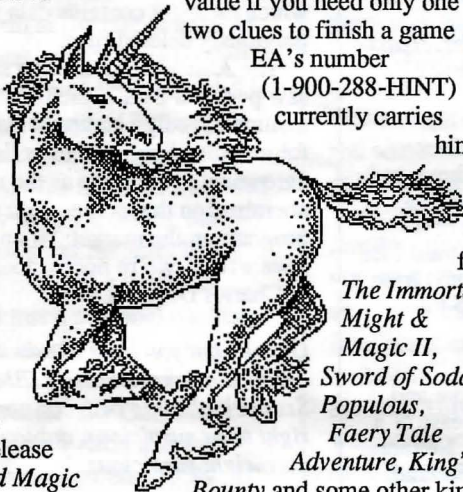 value if you need only one
two clues to finish a game
EA's number
(1-900-288-HINT)
currently carries
hin
f
The Immort
Might &
Magic II,
Sword of Soda
Populous,
Faery Tale
lease
Adventure, King'
d Magic
Bounty and some other kin